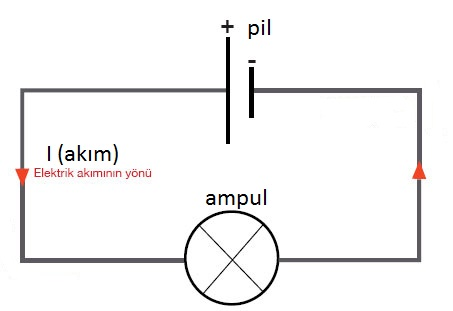 + pil
-
I (akım)
Elektrik akımının yönü
ampul